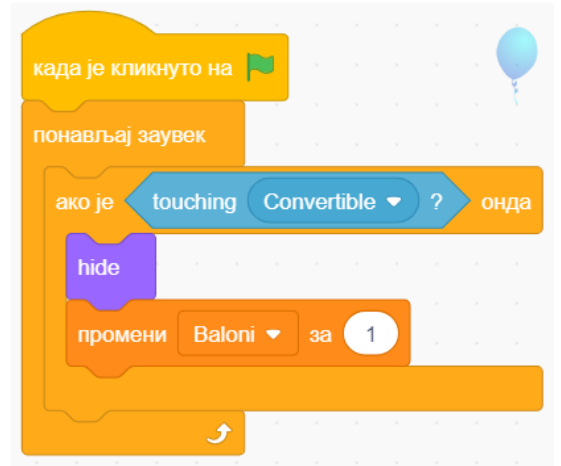 када је кликнуто на
понављај заувек
ако је touching Convertible ? онда
hide
промени Baloni за 1